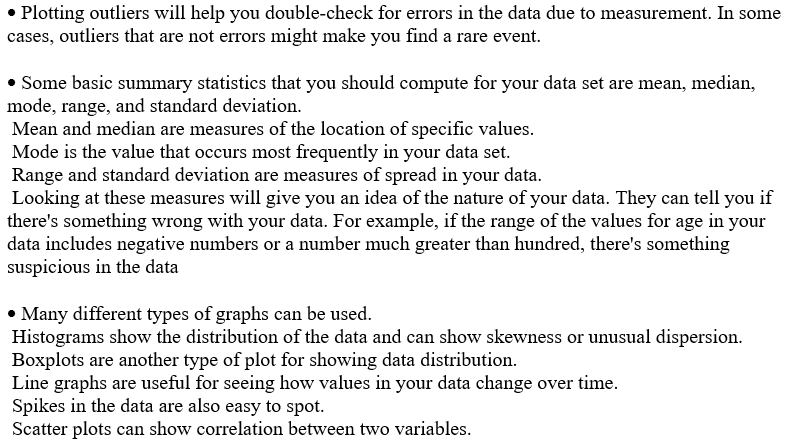 • Plotting outliers will help you double-check for errors in the data due to measurement. In some
cases, outliers that are not errors might make you find a rare event.
• Some basic summary statistics that you should compute for your data set are mean, median,
mode, range, and standard deviation.
Mean and median are measures of the location of specific values.
Mode is the value that occurs most frequently in your data set.
Range and standard deviation are measures of spread in your data.
Looking at these measures will give you an idea of the nature of your data. They can tell you if
there's something wrong with your data. For example, if the range of the values for age in your
data includes negative numbers or a number much greater than hundred, there's something
suspicious in the data
• Many different types of graphs can be used.
Histograms show the distribution of the data and can show skewness or unusual dispersion.
Boxplots are another type of plot for showing data distribution.
Line graphs are useful for seeing how values in your data change over time.
Spikes in the data are also easy to spot.
Scatter plots can show correlation between two variables.